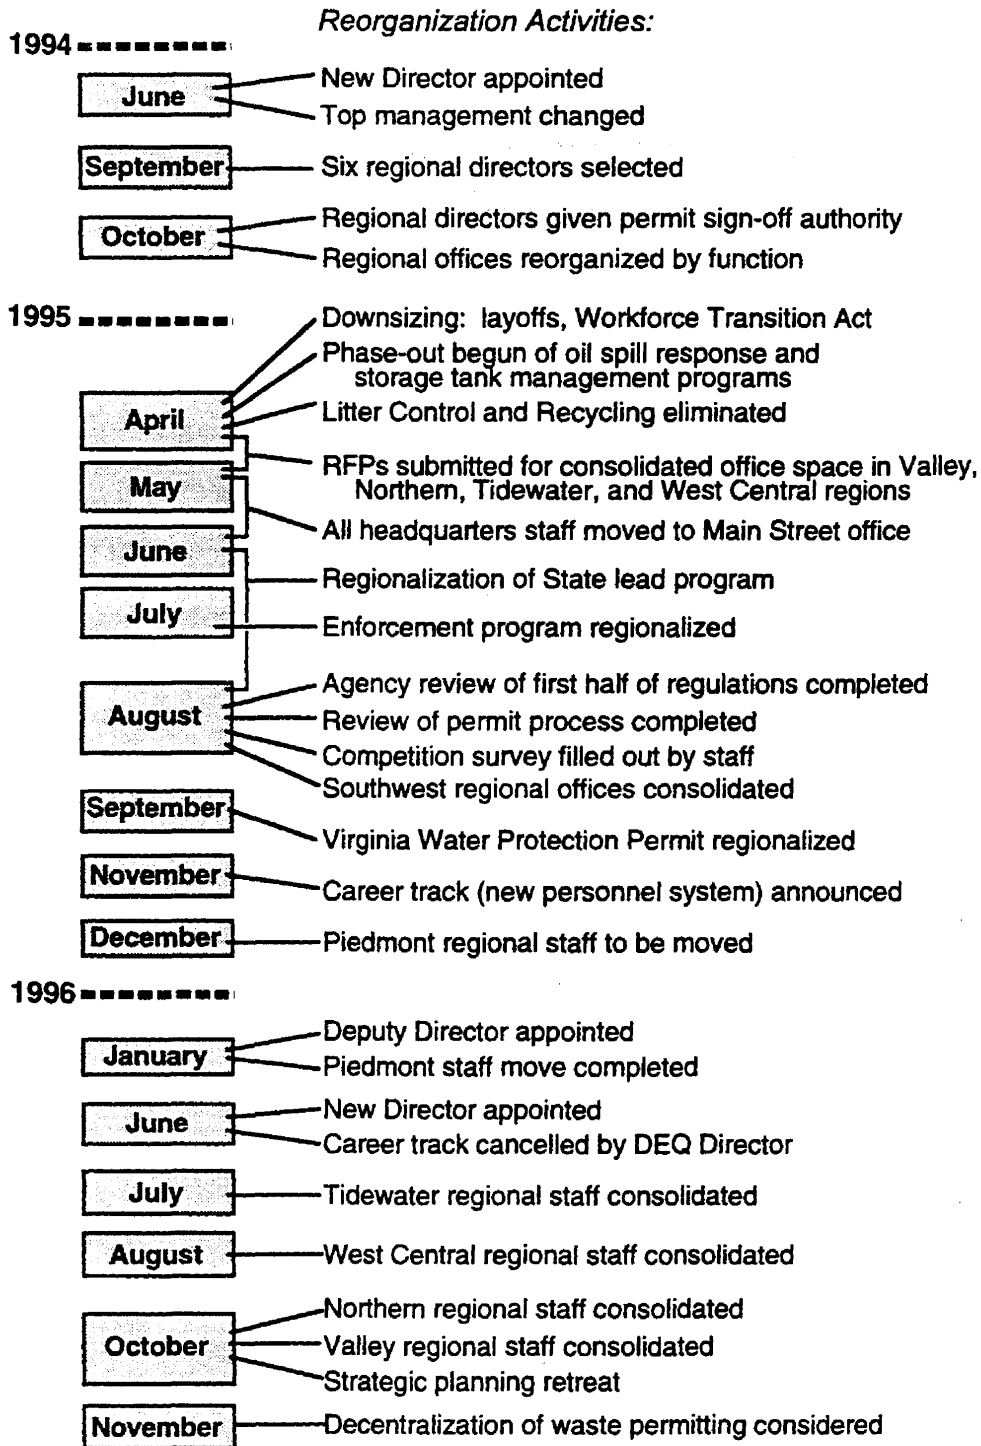 Reorganization Activities:
1994
June
New Director appointed
Top management changed
September
Six regional directors selected
October
Regional directors given permit sign-off authority
Regional offices reorganized by function
1995
Downsizing: layoffs, Workforce Transition Act
Phase-out begun of oil spill response and
storage tank management programs
April
Litter Control and Recycling eliminated
May
RFPs submitted for consolidated office space in Valley,
Northern, Tidewater, and West Central regions
All headquarters staff moved to Main Street office
June
Regionalization of State lead program
July
Enforcement program regionalized
August
Agency review of first half of regulations completed
Review of permit process completed
Competition survey filled out by staff
Southwest regional offices consolidated
September
Virginia Water Protection Permit regionalized
November
Career track (new personnel system) announced
December
Piedmont regional staff to be moved
1996
January
Deputy Director appointed
Piedmont staff move completed
June
New Director appointed
Career track cancelled by DEQ Director
July
Tidewater regional staff consolidated
August
West Central regional staff consolidated
October
Northern regional staff consolidated
Valley regional staff consolidated
Strategic planning retreat
November
Decentralization of waste permitting considered